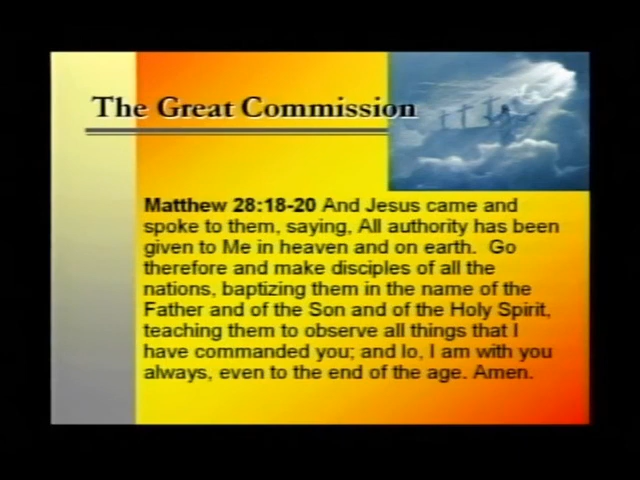 The Great Commission
Matthew 28:18-20 And Jesus came and
spoke to them, saying, All authority has been
given to Me in heaven and on earth.  Go
therefore and make disciples of all the
nations, baptizing them in the name of the
Father and of the Son and of the Holy Spirit,
teaching them to observe all things that I
have commanded you; and lo, I am with you
always, even to the end of the age. Amen.